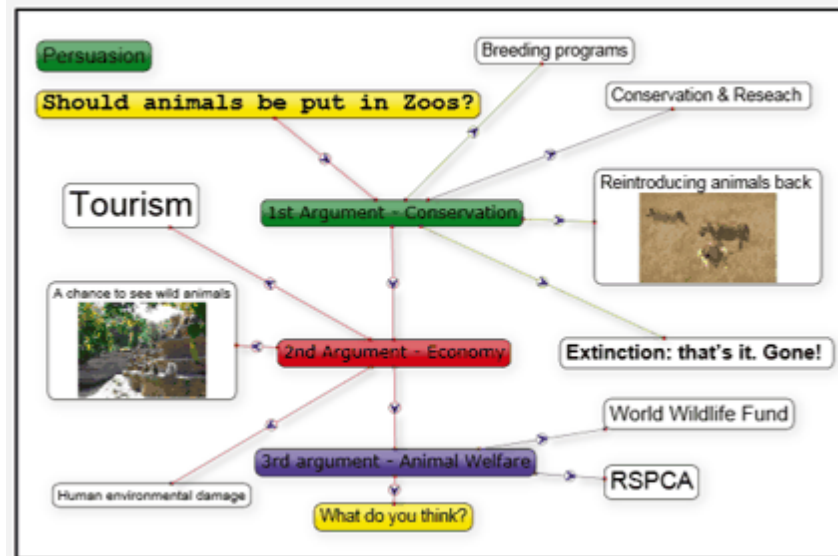 Persuasion
Breeding programs
Should animals be put in Zoos?
Conservation & Reseach
Reintroducing animals back
Tourism
1st Argument - Conservation
A chance to see wild animals
2nd Argument - Economy
Extinction: that's it. Gone!
World Wildlife Fund
3rd argument - Animal Welfare
RSPCA
Human environmental damage
What do you think?